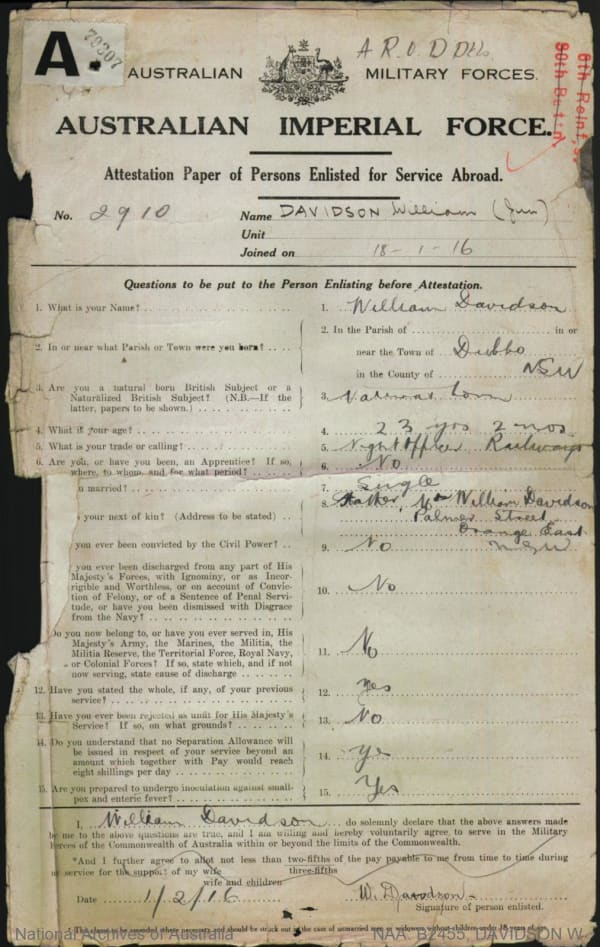 A.
70207
A R O D Dles
AUSTRALIAN MILITARY FORCES.
AUSTRALIAN IMPERIAL FORCE.
30th Batt'n.
6th Reinf.
Attestation Paper of Persons Enlisted for Service Abroad.
No. 2910 Name DAVIDSON William (Jun)
Unit
Joined on 18-1-16
Questions to be put to the Person Enlisting before Attestation.
1. What is your Name? 1. William Davidson
2. In or near what Parish or Town were you born? 2. In the Parish of in or
near the Town of Dubbo
in the County of NSW
3. Are you a natural born British Subject or a
Naturalized British Subject? (N.B.—If the
latter, papers to be shown.) 3. Natural born
4. What is your age? 4. 23 yrs 2 mos.
5. What is your trade or calling? 5. Night Officer Railways
6. Are you, or have you been, an Apprentice? If so,
where, to whom, and for what period? 6. No
u married? 7. Single
your next of kin? (Address to be stated) 8. Father Mr William Davidson
Palmer Street
Orange East
N.S.W
you ever been convicted by the Civil Power? 9. No
you ever been discharged from any part of His
Majesty's Forces, with Ignominy, or as Incor-
rigible and Worthless, or on account of Convic-
tion of Felony, or of a Sentence of Penal Servi-
tude, or have you been dismissed with Disgrace
from the Navy? 10. No
Do you now belong to, or have you ever served in, His
Majesty's Army, the Marines, the Militia, the
Militia Reserve, the Territorial Force, Royal Navy,
or Colonial Forces? If so, state which, and if not
now serving, state cause of discharge 11. No
12. Have you stated the whole, if any, of your previous
service? 12. Yes
13. Have you ever been rejected as unfit for His Majesty's
Service? If so, on what grounds? 13. No
14. Do you understand that no Separation Allowance will
be issued in respect of your service beyond an
amount which together with Pay would reach
eight shillings per day 14. Yes
15. Are you prepared to undergo inoculation against small-
pox and enteric fever? 15. Yes
I, William Davidson do solemnly declare that the above answers made
by me to the above questions are true, and I am willing and hereby voluntarily agree to serve in the Military
Forces of the Commonwealth of Australia within or beyond the limits of the Commonwealth.
*And I further agree to allot not less than two-fifths of the pay payable to me from time to time during
three-fifths
my service for the support of my wife
wife and children
Date 1/2/16 W. Davidson
Signature of person enlisted.
National Archives of Australia NAA: B2455, DAVIDSON W